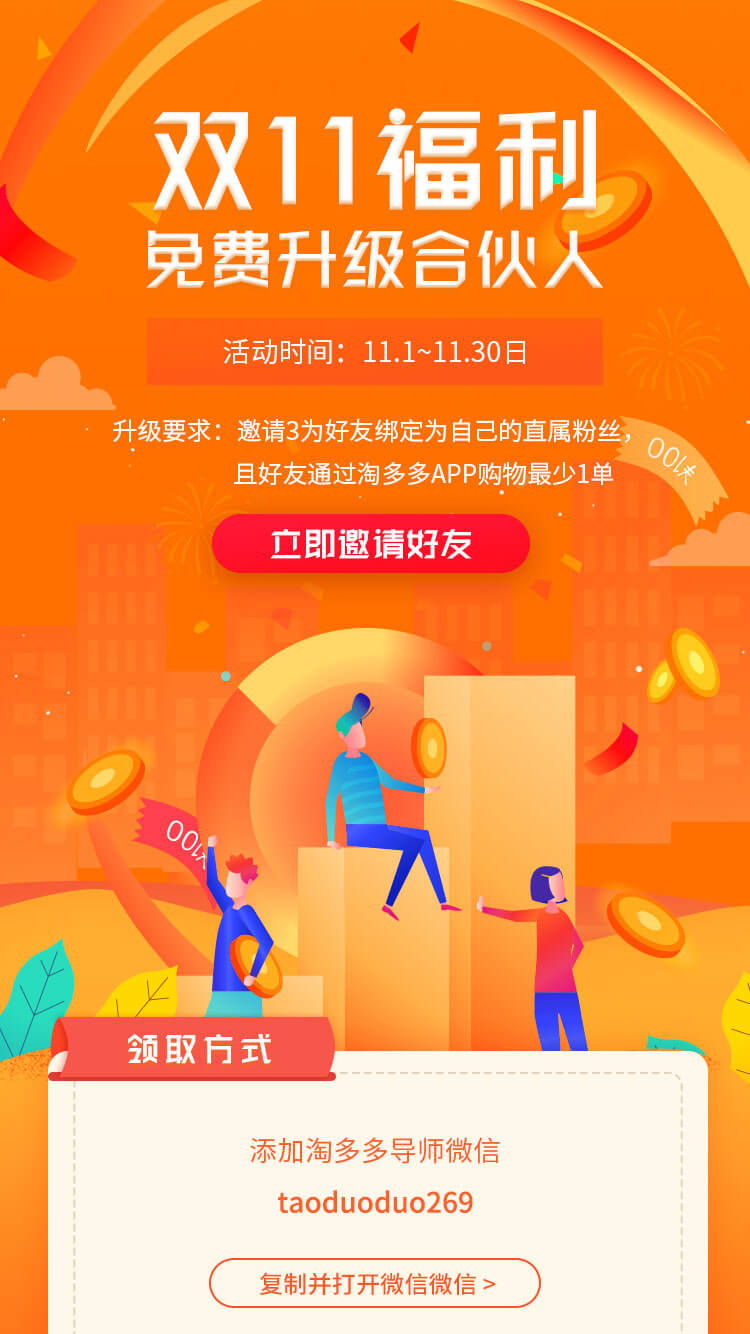 双11福利
免费升级合伙人
活动时间：11.1~11.30日
升级要求：邀请3为好友绑定为自己的直属粉丝，
且好友通过淘多多APP购物最少1单
立即邀请好友
领取方式
添加淘多多导师微信
taoduoduo269
复制并打开微信微信 >